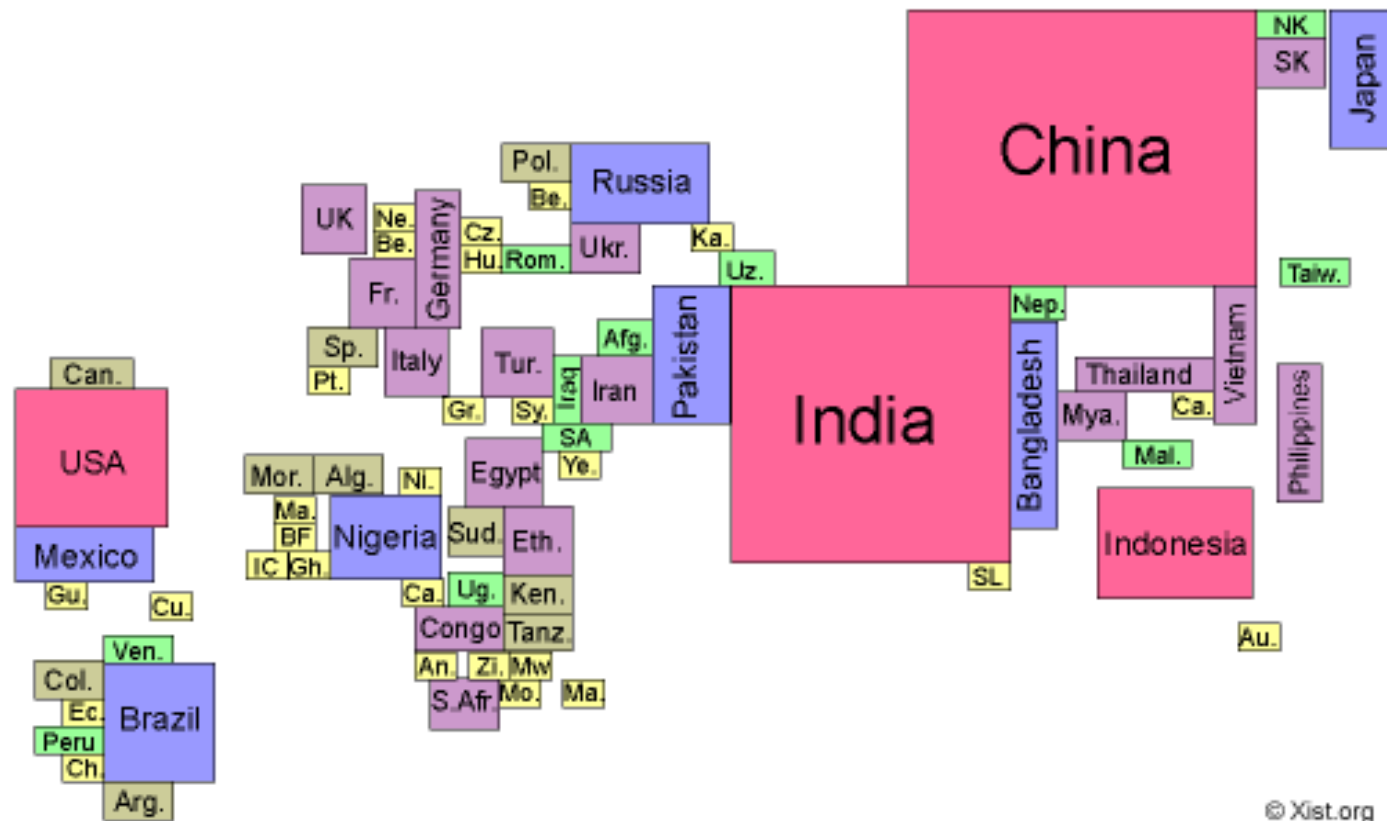 China
NK
SK
Japan
Pol.
Russia
Be.
UK
Ne.
Be.
Germany
Cz.
Hu.
Rom.
Ukr.
Ka.
Uz.
Taiw.
Fr.
Sp.
Pt.
Italy
Tur.
Gr.
Sy.
Iraq
Iran
Afg.
Pakistan
India
Nep.
Bangladesh
Thailand
Vietnam
Mya.
Ca.
Mal.
Philippines
Can.
USA
Mexico
Gu.
Cu.
SA
Ye.
Egypt
Mor.
Alg.
Ni.
Ma.
BF
IC
Gh.
Nigeria
Sud.
Eth.
Ca.
Ug.
Ken.
Congo
Tanz.
An.
Zi.
Mw
S.Afr.
Mo.
Ma.
SL
Indonesia
Au.
Ven.
Col.
Ec.
Brazil
Peru
Ch.
Arg.
© Xist.org